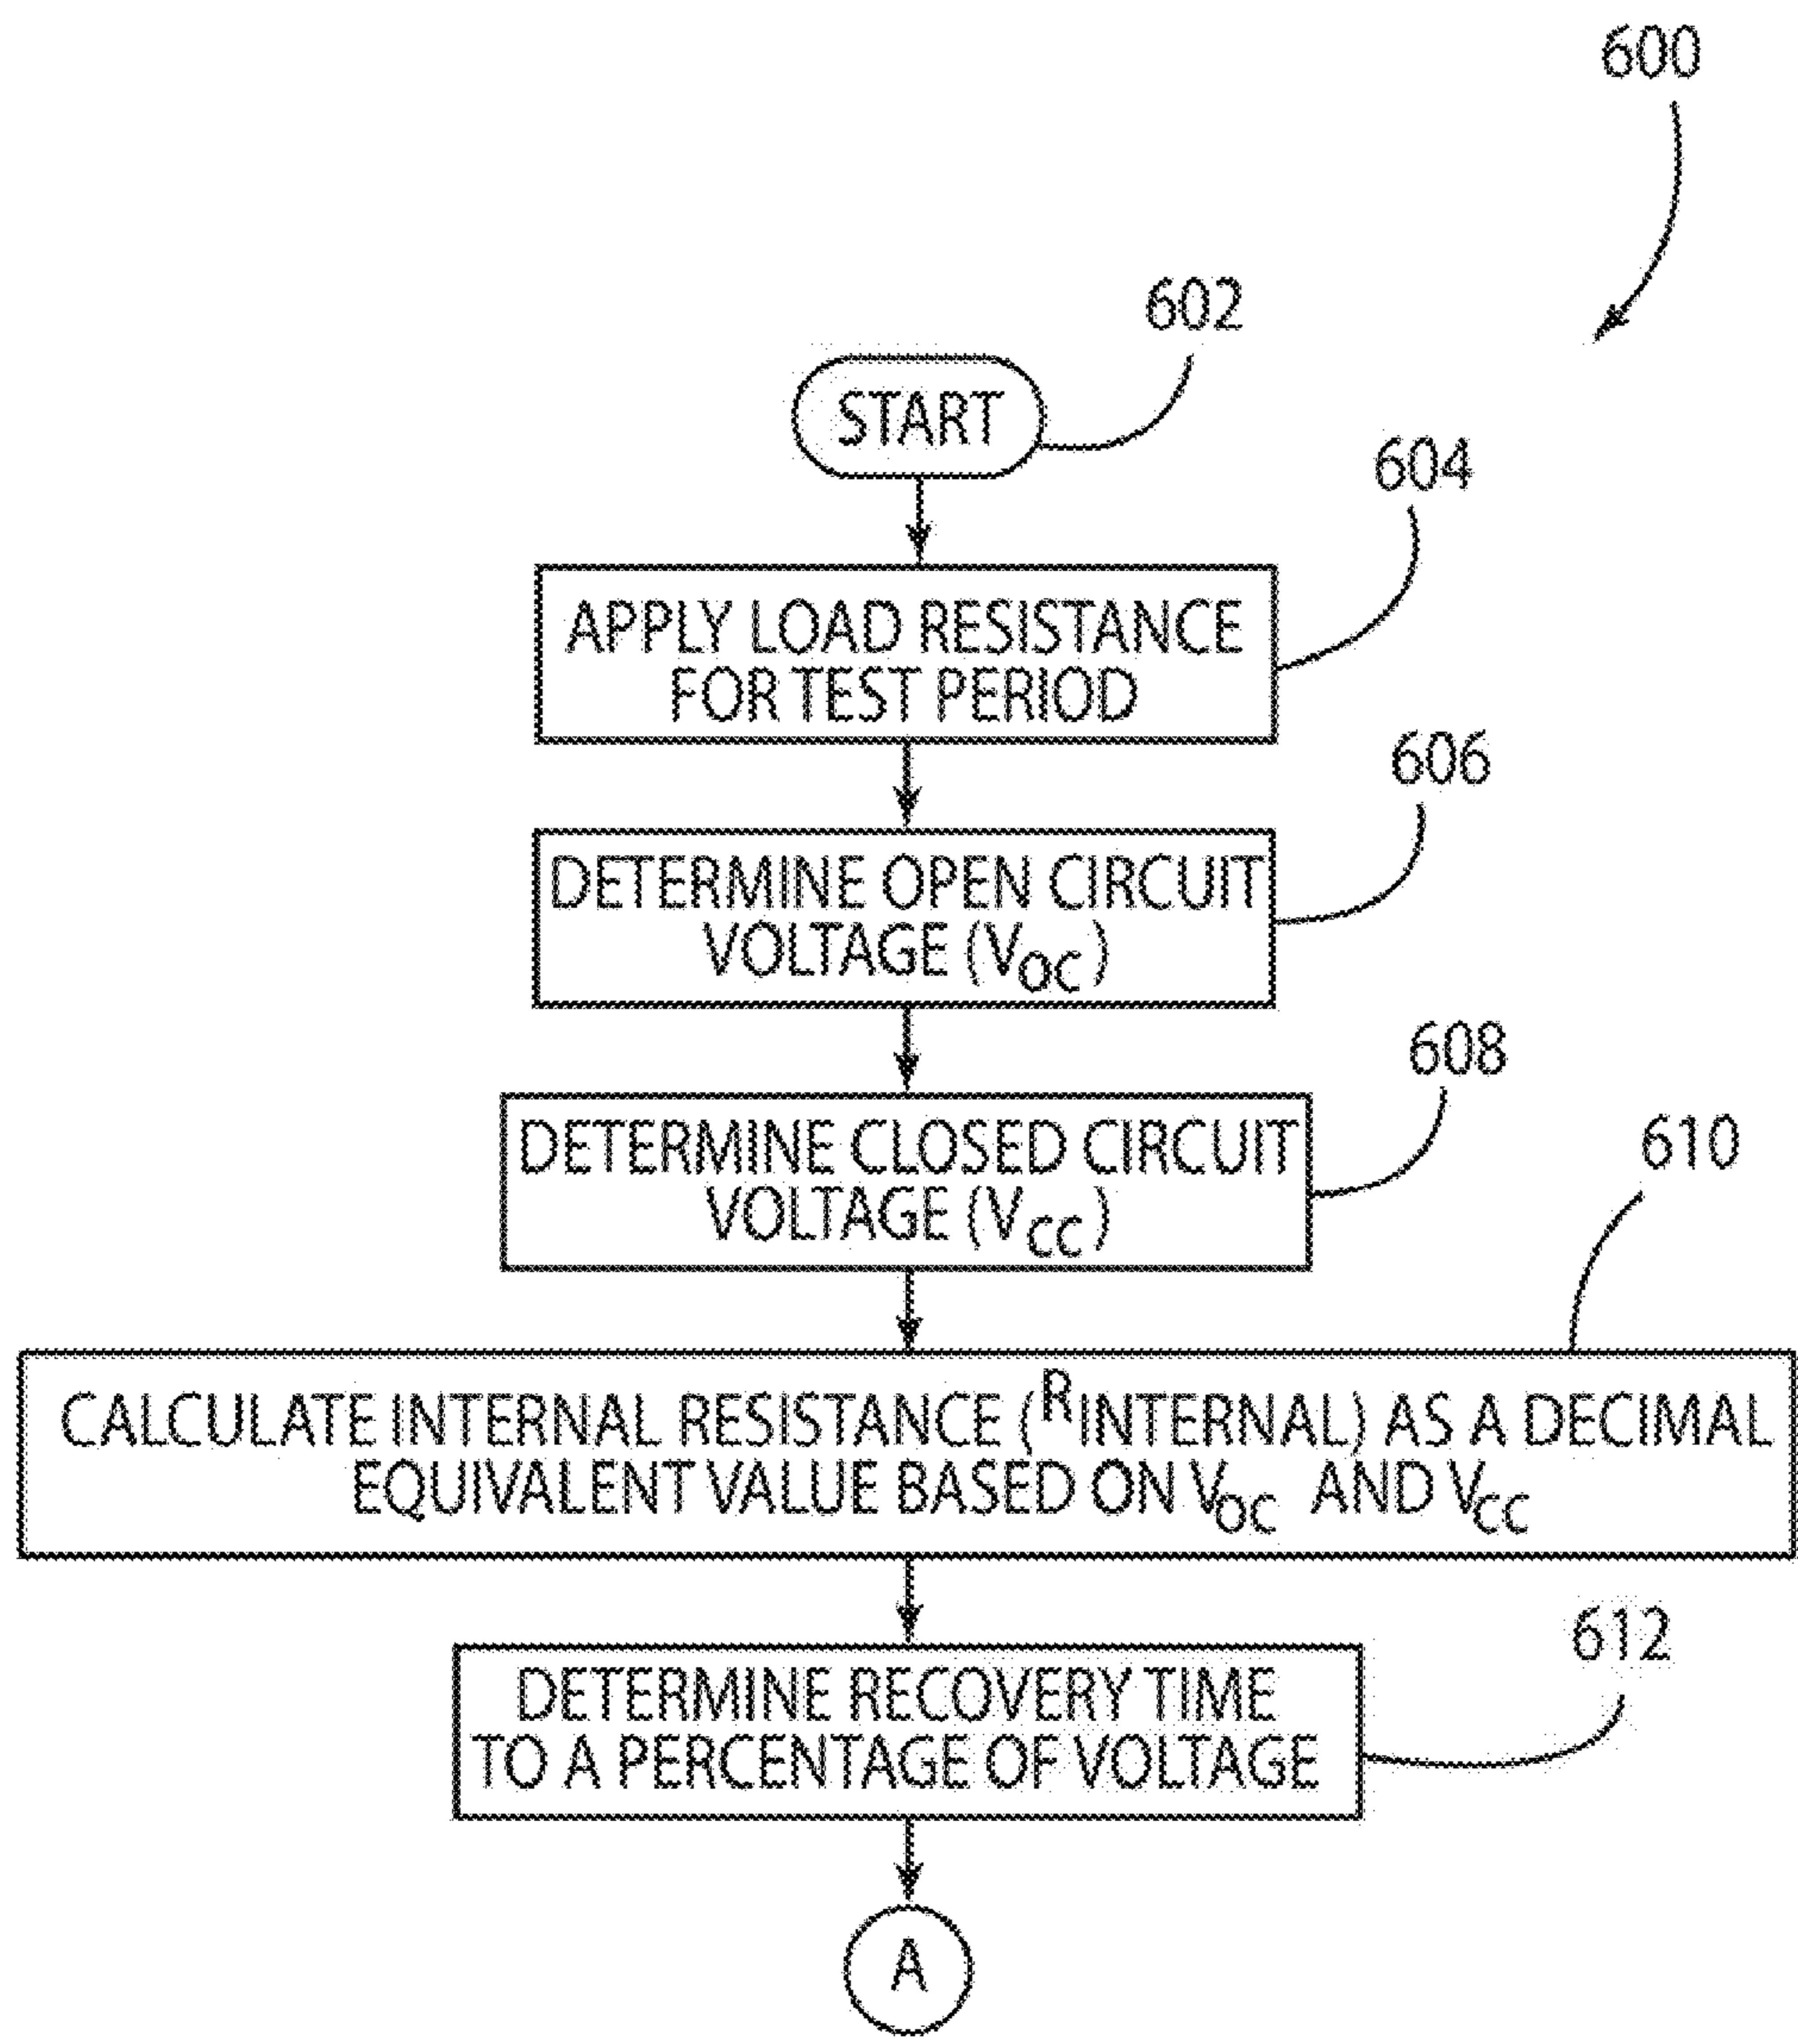 600
602
START
604
APPLY LOAD RESISTANCE
FOR TEST PERIOD
606
DETERMINE OPEN CIRCUIT
VOLTAGE (VOC)
608
DETERMINE CLOSED CIRCUIT
VOLTAGE (VCC)
610
CALCULATE INTERNAL RESISTANCE (RINTERNAL) AS A DECIMAL
EQUIVALENT VALUE BASED ON VOC AND VCC
612
DETERMINE RECOVERY TIME
TO A PERCENTAGE OF VOLTAGE
A